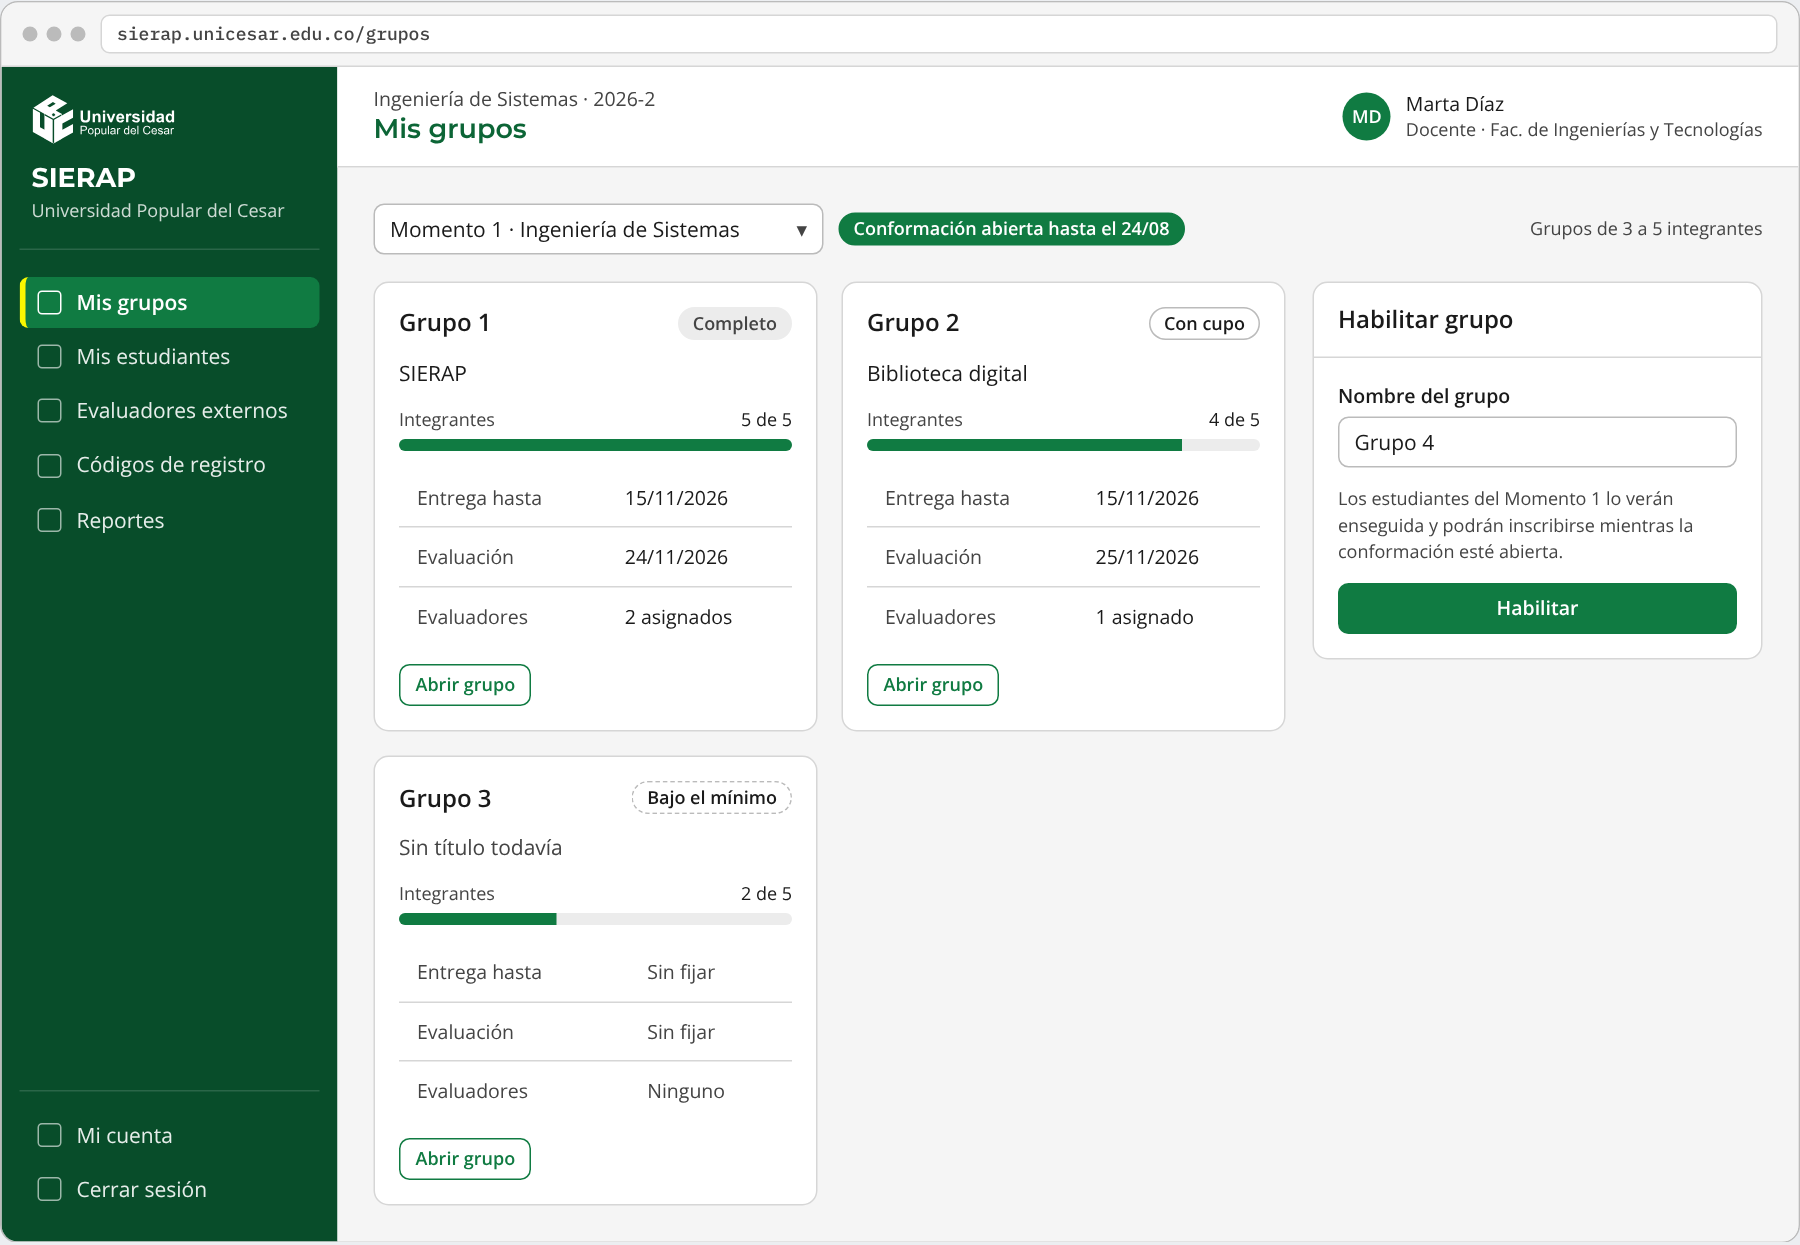 sierap.unicesar.edu.co/grupos
Universidad
Popular del Cesar
SIERAP
Universidad Popular del Cesar
Mis grupos
Mis estudiantes
Evaluadores externos
Códigos de registro
Reportes
Mi cuenta
Cerrar sesión
Ingeniería de Sistemas · 2026-2
Mis grupos
MD
Marta Díaz
Docente · Fac. de Ingenierías y Tecnologías
Momento 1 · Ingeniería de Sistemas ▾
Conformación abierta hasta el 24/08
Grupos de 3 a 5 integrantes
Grupo 1 Completo
SIERAP
Integrantes 5 de 5
Entrega hasta 15/11/2026
Evaluación 24/11/2026
Evaluadores 2 asignados
Abrir grupo
Grupo 2 Con cupo
Biblioteca digital
Integrantes 4 de 5
Entrega hasta 15/11/2026
Evaluación 25/11/2026
Evaluadores 1 asignado
Abrir grupo
Habilitar grupo
Nombre del grupo
Grupo 4
Los estudiantes del Momento 1 lo verán
enseguida y podrán inscribirse mientras la
conformación esté abierta.
Habilitar
Grupo 3 Bajo el mínimo
Sin título todavía
Integrantes 2 de 5
Entrega hasta Sin fijar
Evaluación Sin fijar
Evaluadores Ninguno
Abrir grupo